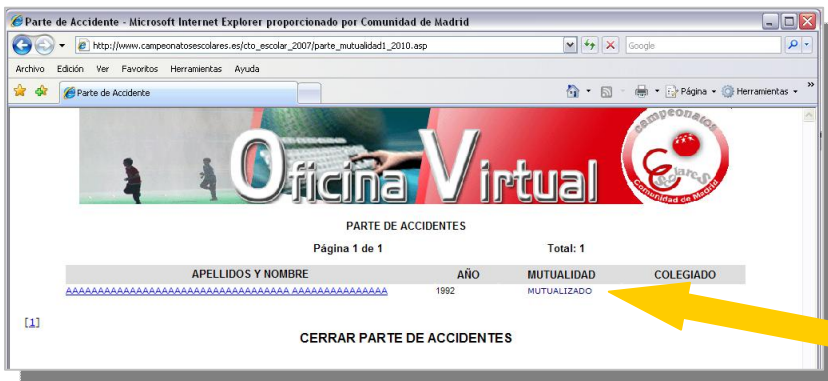 Parte de Accidente - Microsoft Internet Explorer proporcionado por Comunidad de Madrid
http://www.campeonatosescolares.es/cto_escolar_2007/parte_mutualidad1_2010.asp
Google
Archivo Edición Ver Favoritos Herramientas Ayuda
Parte de Accidente
Página Herramientas »
Oficina Virtual
campeonatos
Escolares
Comunidad de Madrid
PARTE DE ACCIDENTES
Página 1 de 1 Total: 1
APELLIDOS Y NOMBRE AÑO MUTUALIDAD COLEGIADO
AAAAAAAAAAAAAAAAAAAAAAAAAAAAAAAAAAA AAAAAAAAAAAAAAA 1992 MUTUALIZADO
[1]
CERRAR PARTE DE ACCIDENTES